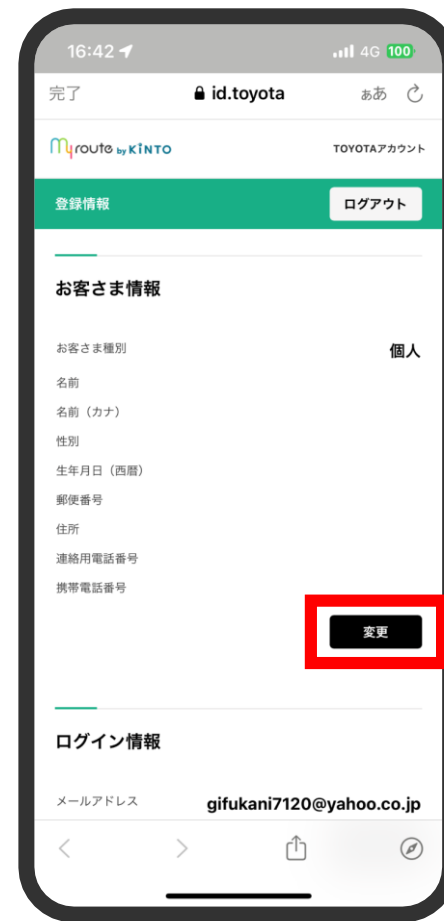 16:42 4G 100
完了 id.toyota ぁあ
my route by KINTO TOYOTAアカウント
登録情報 ログアウト
お客さま情報
お客さま種別 個人
名前
名前（カナ）
性別
生年月日（西暦）
郵便番号
住所
連絡用電話番号
携帯電話番号
変更
ログイン情報
メールアドレス gifukani7120@yahoo.co.jp